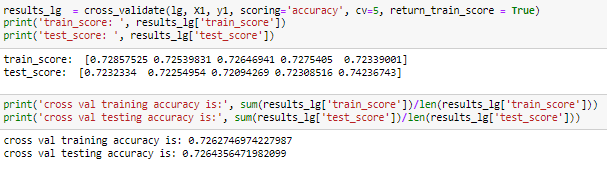 results_lg  = cross_validate(lg, X1, y1, scoring='accuracy', cv=5, return_train_score = True)
print('train_score: ', results_lg['train_score'])
print('test_score: ', results_lg['test_score'])
train_score:  [0.72857525 0.72539831 0.72646941 0.7275405  0.72339001]
test_score:  [0.7232334  0.72254954 0.72094269 0.72308516 0.74236743]
print('cross val training accuracy is:', sum(results_lg['train_score'])/len(results_lg['train_score']))
print('cross val testing accuracy is:', sum(results_lg['test_score'])/len(results_lg['test_score']))
cross val training accuracy is: 0.7262746974227987
cross val testing accuracy is: 0.7264356471982099